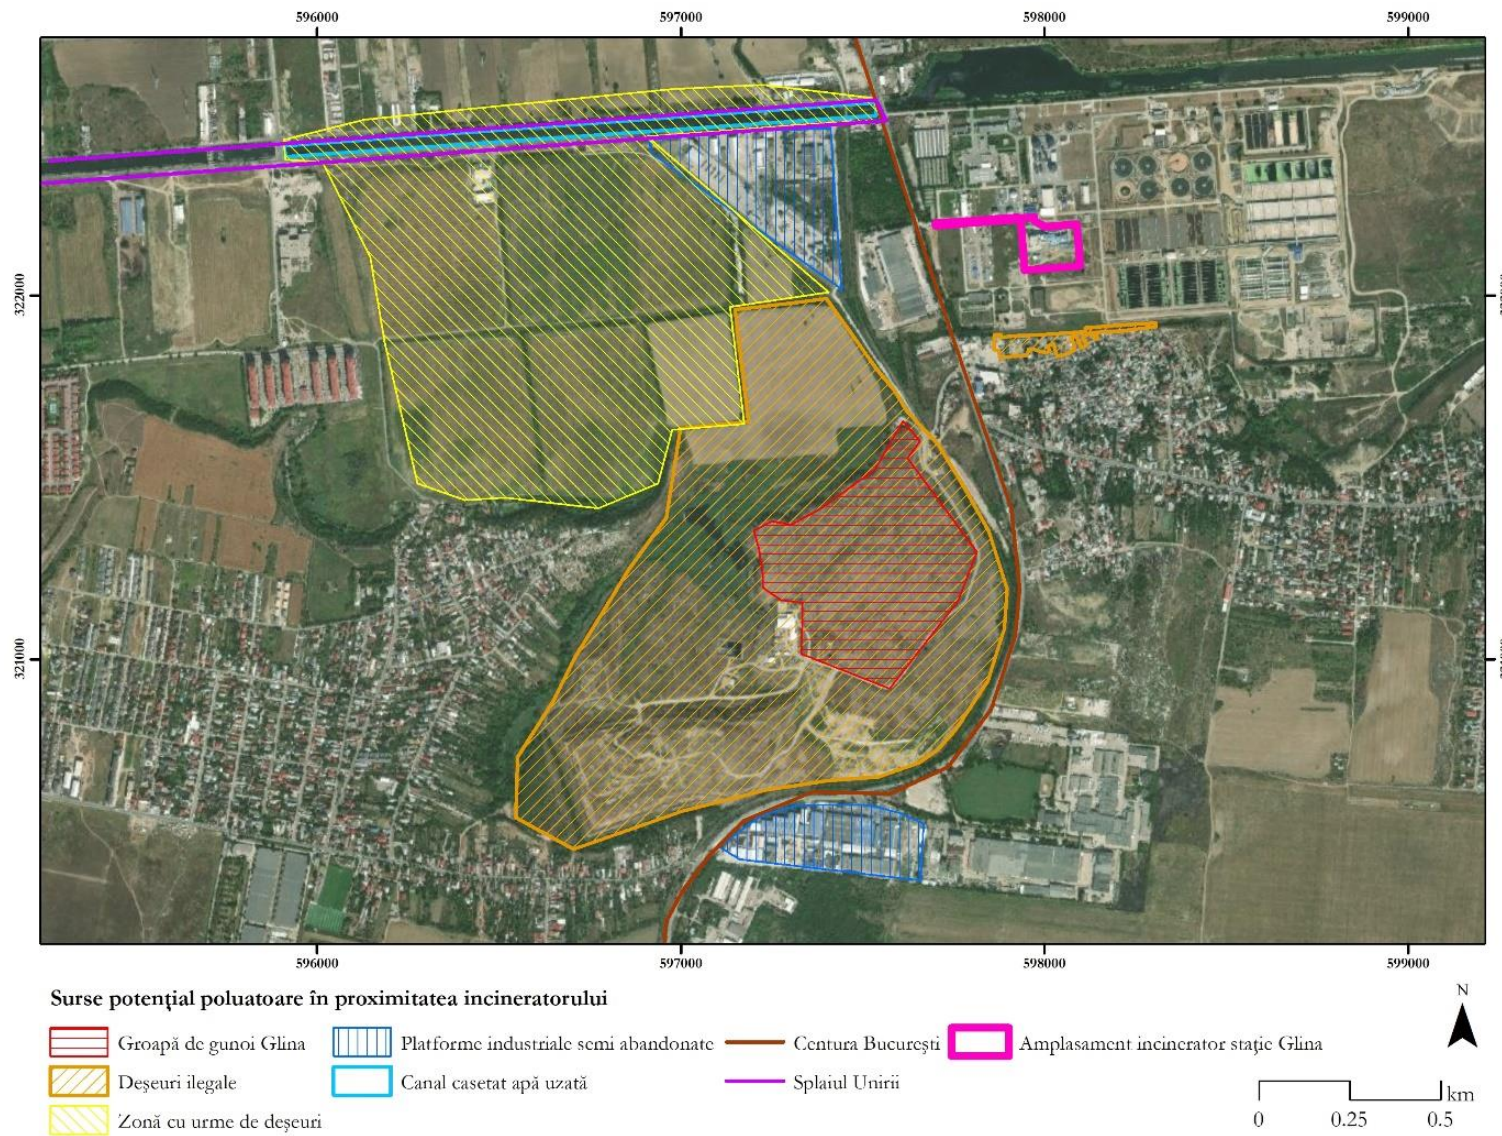 596000 597000 598000 599000
322000
321000
596000 597000 598000 599000
Surse potențial poluatoare în proximitatea incineratorului
N
Groapă de gunoi Glina
Platforme industriale semi abandonate
Centura București
Amplasament incinerator stație Glina
Deșeuri ilegale
Canal casetat apă uzată
Splaiul Unirii
Zonă cu urme de deșeuri
km
0 0.25 0.5